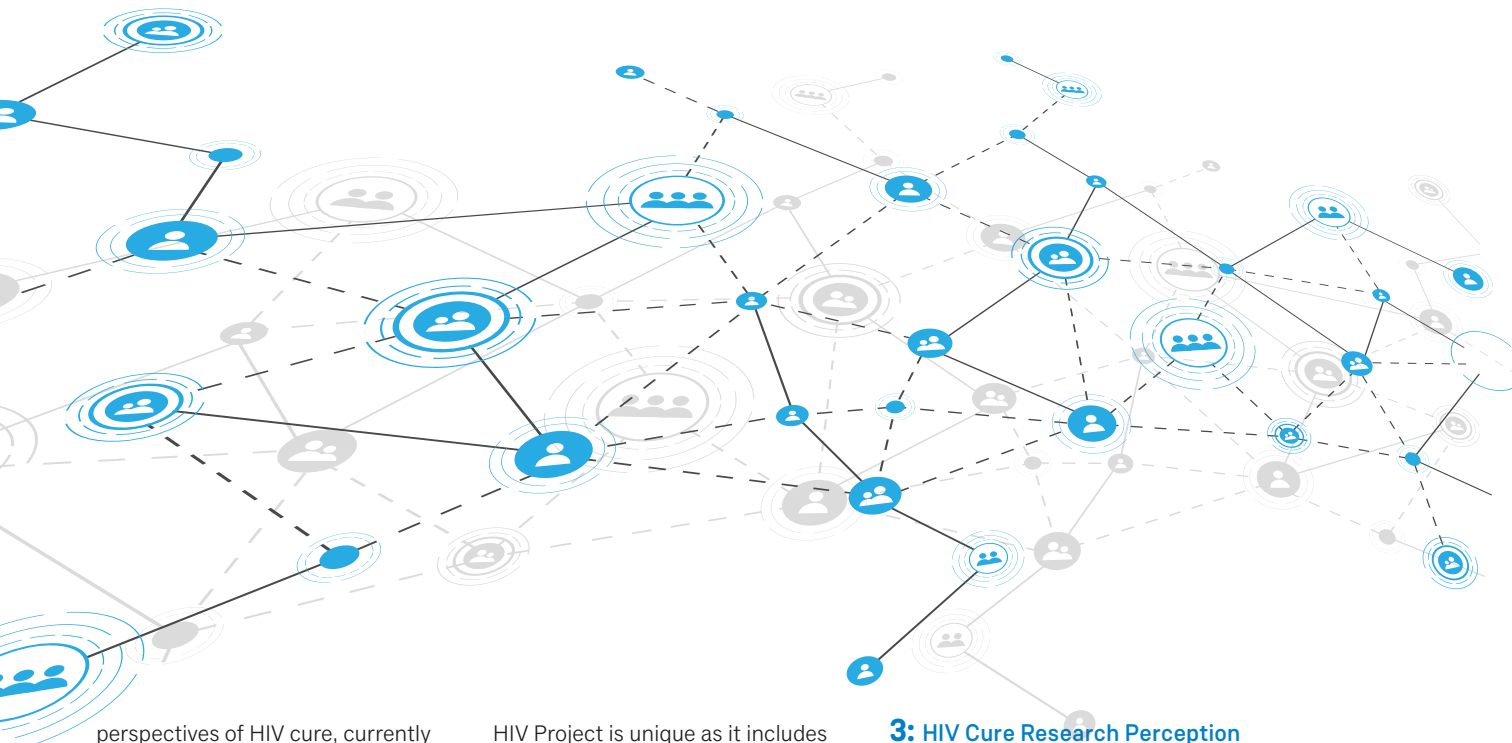 perspectives of HIV cure, currently
HIV Project is unique as it includes
3: HIV Cure Research Perception